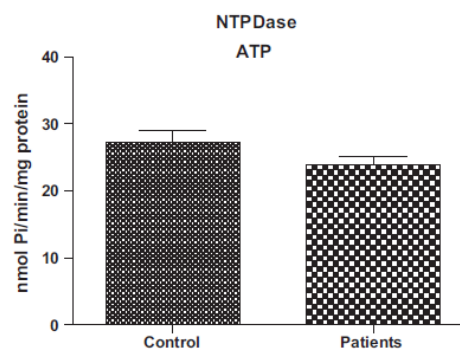 NTPDase
ATP
nmol Pi/min/mg protein
40
30
20
10
0
Control
Patients